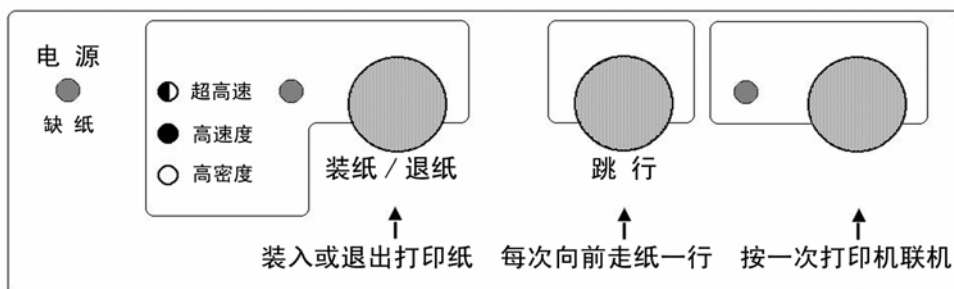 电 源
缺 纸
超高速
高速度
高密度
装纸 / 退纸
跳 行
装入或退出打印纸
每次向前走纸一行
按一次打印机联机